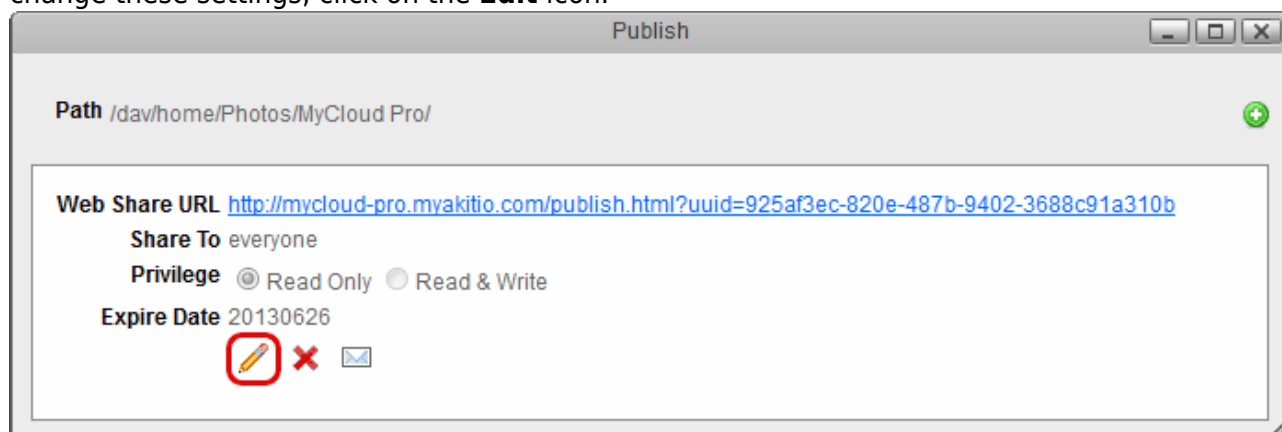 change these settings, click on the Edit icon.
Publish
Path /dav/home/Photos/MyCloud Pro/
Web Share URL http://mycloud-pro.myakitio.com/publish.html?uuid=925af3ec-820e-487b-9402-3688c91a310b
Share To everyone
Privilege Read Only Read & Write
Expire Date 20130626